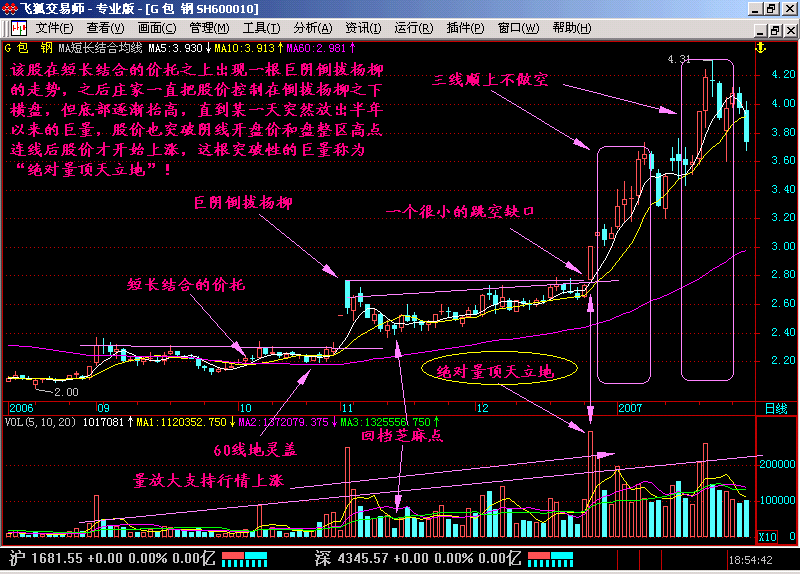 飞狐交易师 - 专业版 - [G 包  钢 SH600010]
文件(F) 查看(V) 画面(C) 管理(M) 工具(T) 分析(A) 资讯(I) 运行(R) 插件(P) 窗口(W) 帮助(H)
G 包  钢 MA短长结合均线 MA5:3.930↓MA10:3.913↑MA60:2.981↑
该股在短长结合的价托之上出现一根巨阴倒拔杨柳
的走势，之后庄家一直把股价控制在倒拔杨柳之下
横盘，但底部逐渐抬高，直到某一天突然放出半年
以来的巨量，股价也突破阴线开盘价和盘整区高点
连线后股价才开始上涨，这根突破性的巨量称为
“绝对量顶天立地”！
4.31
三线顺上不做空
4.20
4.00
3.80
3.60
3.40
3.20
3.00
2.80
2.60
2.40
2.20
巨阴倒拔杨柳
一个很小的跳空缺口
短长结合的价托
绝对量顶天立地
2.00
2006 09 10 11 12 2007 日线
VOL(5,10,20) 1017081↑MA1:1120352.750↓MA2:1372079.375↓MA3:1325556.750↑
60线地灵盖
回档芝麻点
量放大支持行情上涨
200000
100000
X10 0
沪 1681.55 +0.00 0.00% 0.00亿 深 4345.57 +0.00 0.00% 0.00亿 18:54:42